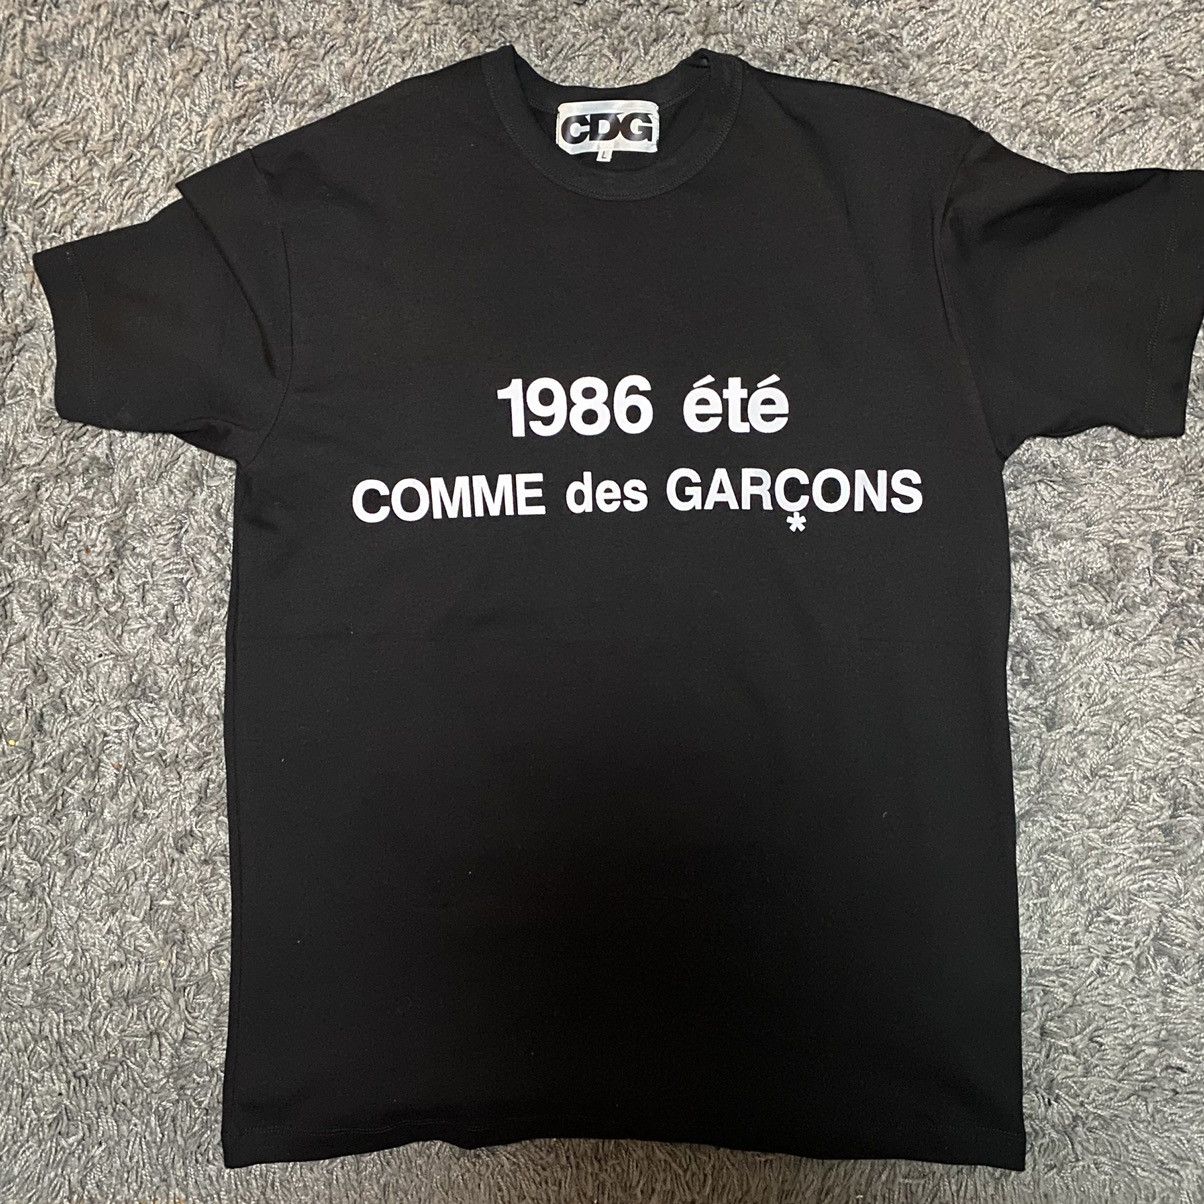 CDG
L
1986 été
COMME des GARÇONS
*